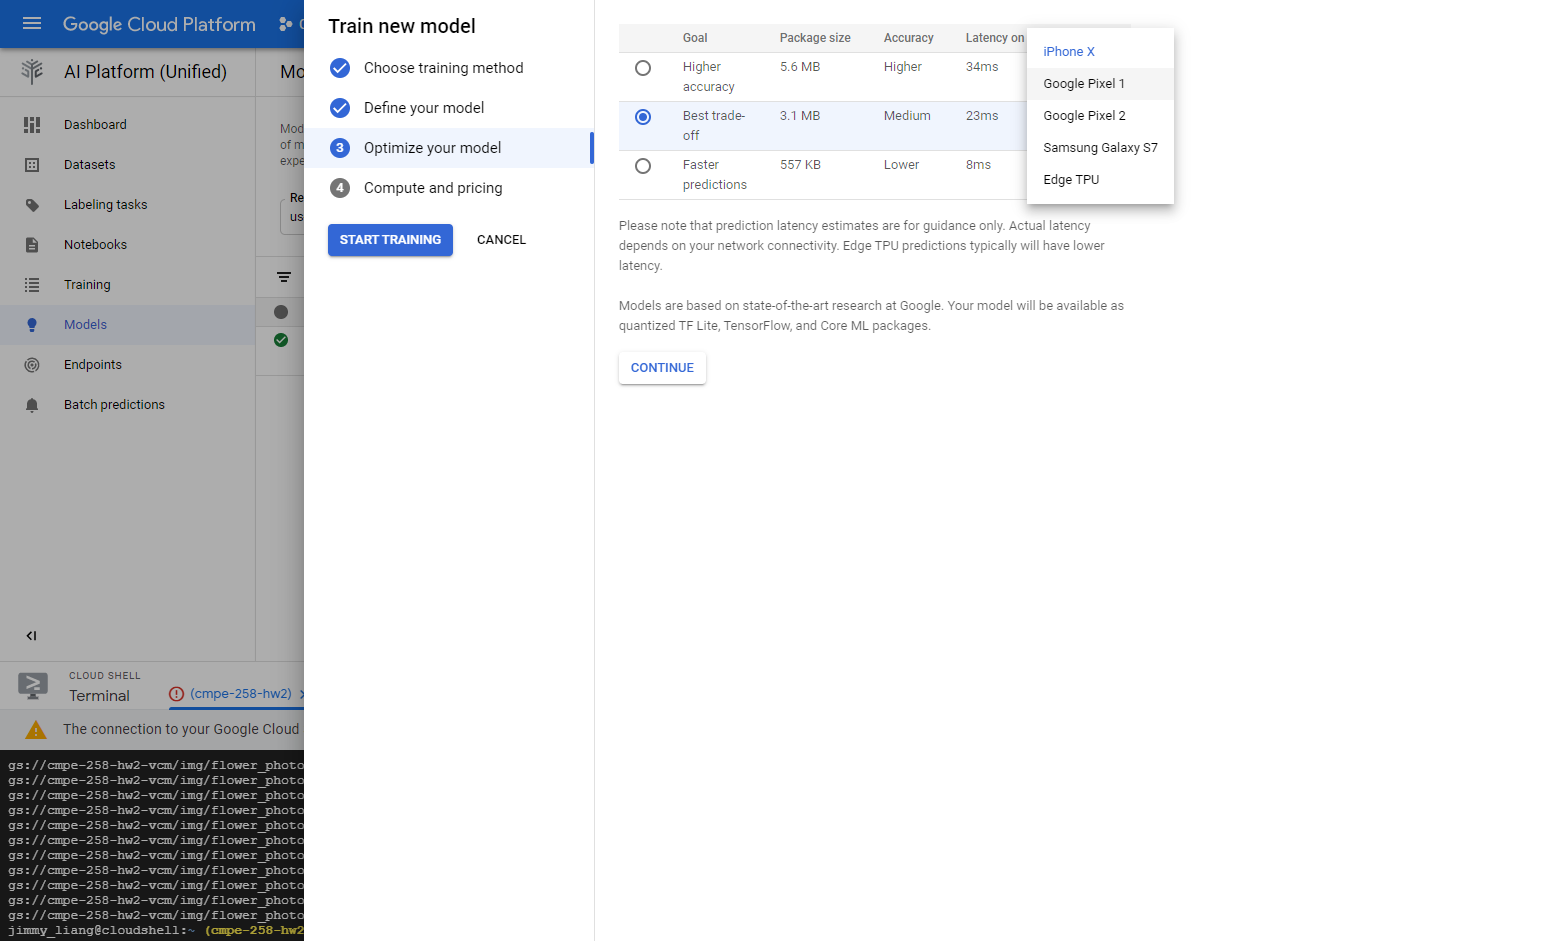 Google Cloud Platform
AI Platform (Unified)
Dashboard
Datasets
Labeling tasks
Notebooks
Training
Models
Endpoints
Batch predictions
Train new model
Choose training method
Define your model
3 Optimize your model
4 Compute and pricing
START TRAINING CANCEL
Goal Package size Accuracy Latency on
Higher accuracy 5.6 MB Higher 34ms
Best trade-off 3.1 MB Medium 23ms
Faster predictions 557 KB Lower 8ms
iPhone X
Google Pixel 1
Google Pixel 2
Samsung Galaxy S7
Edge TPU
Please note that prediction latency estimates are for guidance only. Actual latency
depends on your network connectivity. Edge TPU predictions typically will have lower
latency.
Models are based on state-of-the-art research at Google. Your model will be available as
quantized TF Lite, TensorFlow, and Core ML packages.
CONTINUE
CLOUD SHELL
Terminal
(cmpe-258-hw2)
The connection to your Google Cloud
gs://cmpe-258-hw2-vcm/img/flower_photo
gs://cmpe-258-hw2-vcm/img/flower_photo
gs://cmpe-258-hw2-vcm/img/flower_photo
gs://cmpe-258-hw2-vcm/img/flower_photo
gs://cmpe-258-hw2-vcm/img/flower_photo
gs://cmpe-258-hw2-vcm/img/flower_photo
gs://cmpe-258-hw2-vcm/img/flower_photo
gs://cmpe-258-hw2-vcm/img/flower_photo
gs://cmpe-258-hw2-vcm/img/flower_photo
gs://cmpe-258-hw2-vcm/img/flower_photo
gs://cmpe-258-hw2-vcm/img/flower_photo
jimmy_liang@cloudshell:~ (cmpe-258-hw2